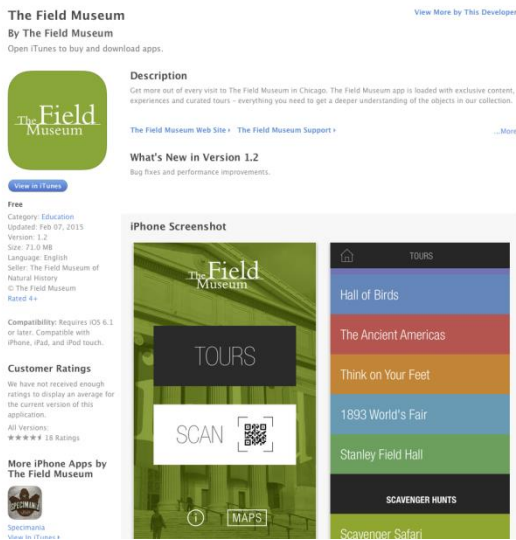 The Field Museum
View More by This Developer
By The Field Museum
Open iTunes to buy and download apps.
The Field
Museum
View in iTunes
Free
Category: Education
Updated: Feb 07, 2015
Version: 1.2
Size: 71.0 MB
Language: English
Seller: The Field Museum of
Natural History
© The Field Museum
Rated 4+
Compatibility: Requires iOS 6.1
or later. Compatible with
iPhone, iPad, and iPod touch.
Customer Ratings
We have not received enough
ratings to display an average for
the current version of this
application.
All Versions:
18 Ratings
More iPhone Apps by
The Field Museum
SPECIMANIA
Specimania
View In iTunes
Description
Get more out of every visit to The Field Museum in Chicago. The Field Museum app is loaded with exclusive content,
experiences and curated tours – everything you need to get a deeper understanding of the objects in our collection.
The Field Museum Web Site The Field Museum Support
...More
What's New in Version 1.2
Bug fixes and performance improvements.
iPhone Screenshot
The Field
Museum
TOURS
SCAN
i MAPS
TOURS
Hall of Birds
The Ancient Americas
Think on Your Feet
1893 World's Fair
Stanley Field Hall
SCAVENGER HUNTS
Scavenger Safari